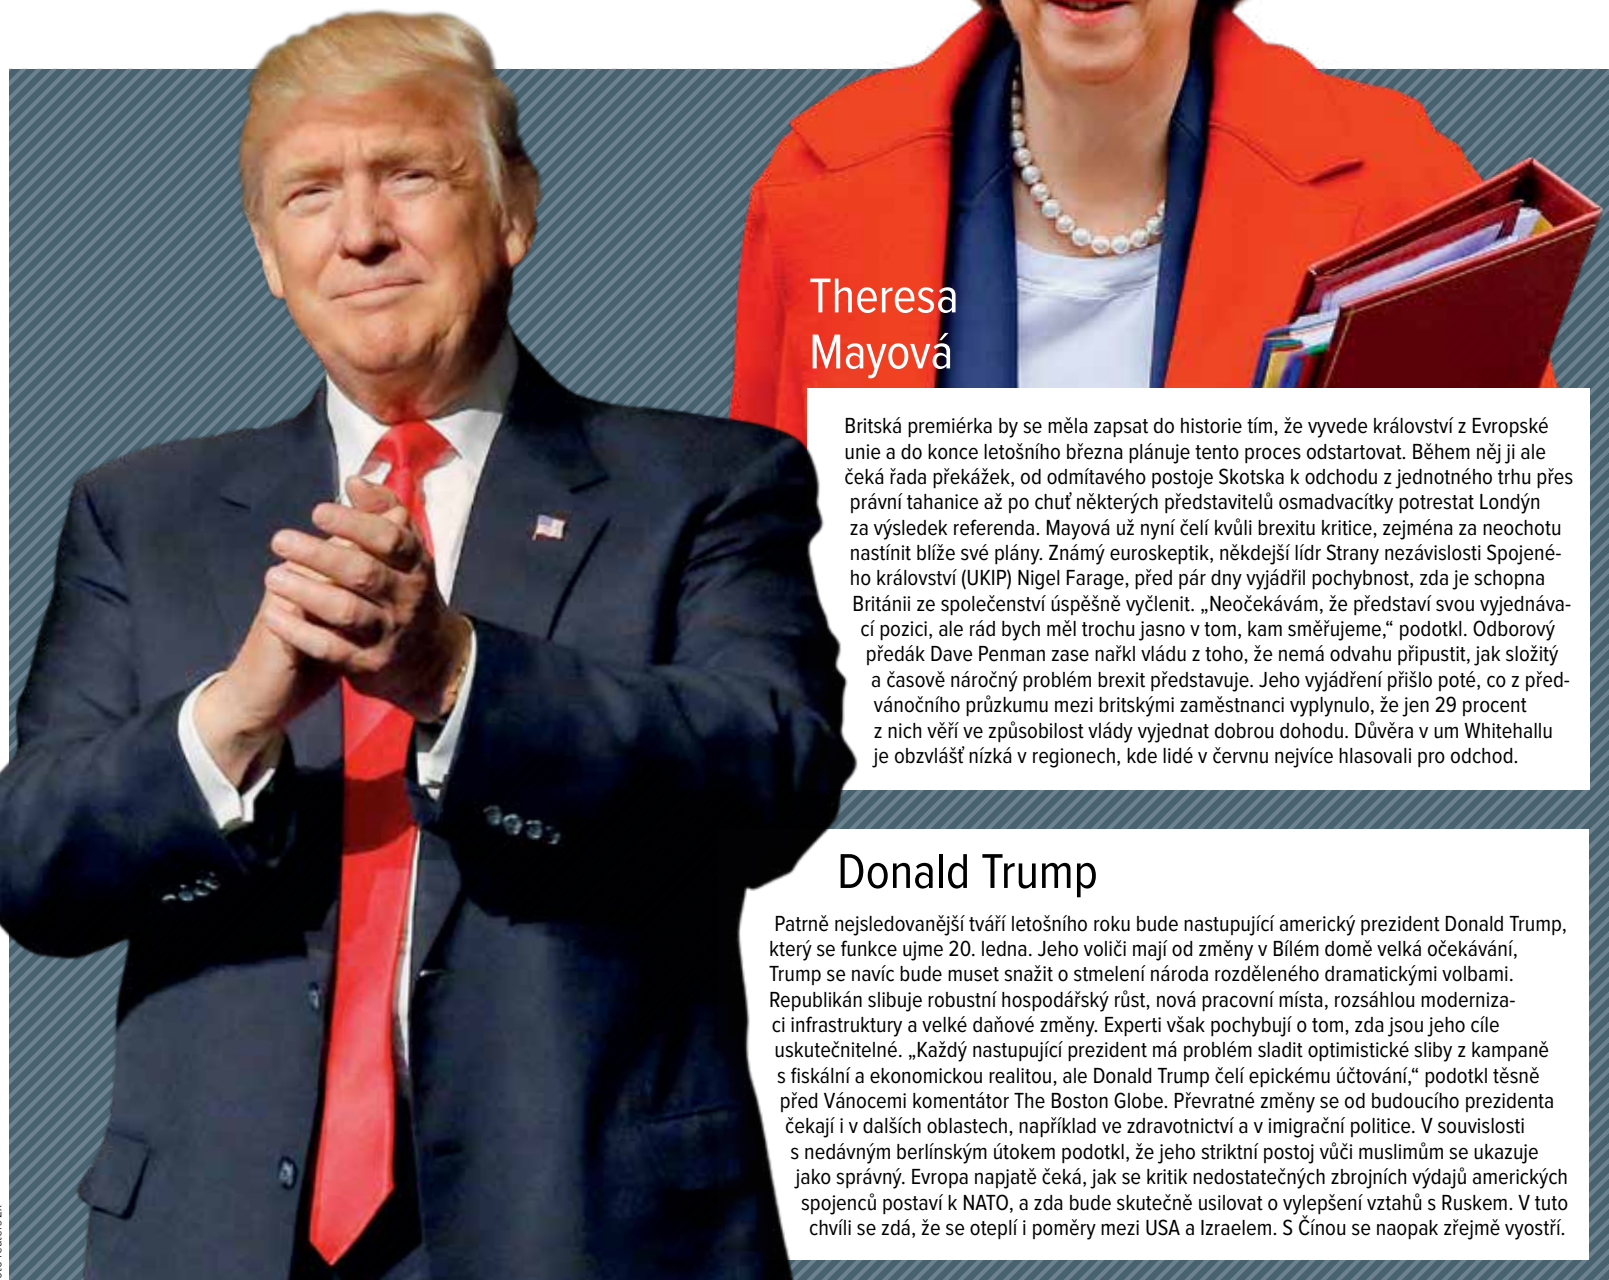 Theresa
Mayová
Britská premiérka by se měla zapsat do historie tím, že vyvede království z Evropské
unie a do konce letošního března plánuje tento proces odstartovat. Během něj ji ale
čeká řada překážek, od odmítavého postoje Skotska k odchodu z jednotného trhu přes
právní tahanice až po chuť některých představitelů osmadvacítky potrestat Londýn
za výsledek referenda. Mayová už nyní čelí kvůli brexitu kritice, zejména za neochotu
nastínit blíže své plány. Známý euroskeptik, někdejší lídr Strany nezávislosti Spojené-
ho království (UKIP) Nigel Farage, před pár dny vyjádřil pochybnost, zda je schopna
Británii ze společenství úspěšně vyčlenit. „Neočekávám, že představí svou vyjednáva-
cí pozici, ale rád bych měl trochu jasno v tom, kam směřujeme,“ podotkl. Odborový
předák Dave Penman zase nařkl vládu z toho, že nemá odvahu připustit, jak složitý
a časově náročný problém brexit představuje. Jeho vyjádření přišlo poté, co z před-
vánočního průzkumu mezi britskými zaměstnanci vyplynulo, že jen 29 procent
z nich věří ve způsobilost vlády vyjednat dobrou dohodu. Důvěra v um Whitehallu
je obzvlášť nízká v regionech, kde lidé v červnu nejvíce hlasovali pro odchod.
Donald Trump
Patrně nejsledovanější tváří letošního roku bude nastupující americký prezident Donald Trump,
který se funkce ujme 20. ledna. Jeho voliči mají od změny v Bílém domě velká očekávání,
Trump se navíc bude muset snažit o stmelení národa rozděleného dramatickými volbami.
Republikán slibuje robustní hospodářský růst, nová pracovní místa, rozsáhlou moderniza-
ci infrastruktury a velké daňové změny. Experti však pochybují o tom, zda jsou jeho cíle
uskutečnitelné. „Každý nastupující prezident má problém sladit optimistické sliby z kampaně
s fiskální a ekonomickou realitou, ale Donald Trump čelí epickému účtování,“ podotkl těsně
před Vánocemi komentátor The Boston Globe. Převratné změny se od budoucího prezidenta
čekají i v dalších oblastech, například ve zdravotnictví a v imigrační politice. V souvislosti
s nedávným berlínským útokem podotkl, že jeho striktní postoj vůči muslimům se ukazuje
jako správný. Evropa napjatě čeká, jak se kritik nedostatečných zbrojních výdajů amerických
spojenců postaví k NATO, a zda bude skutečně usilovat o vylepšení vztahů s Ruskem. V tuto
chvíli se zdá, že se oteplí i poměry mezi USA a Izraelem. S Čínou se naopak zřejmě vyostří.